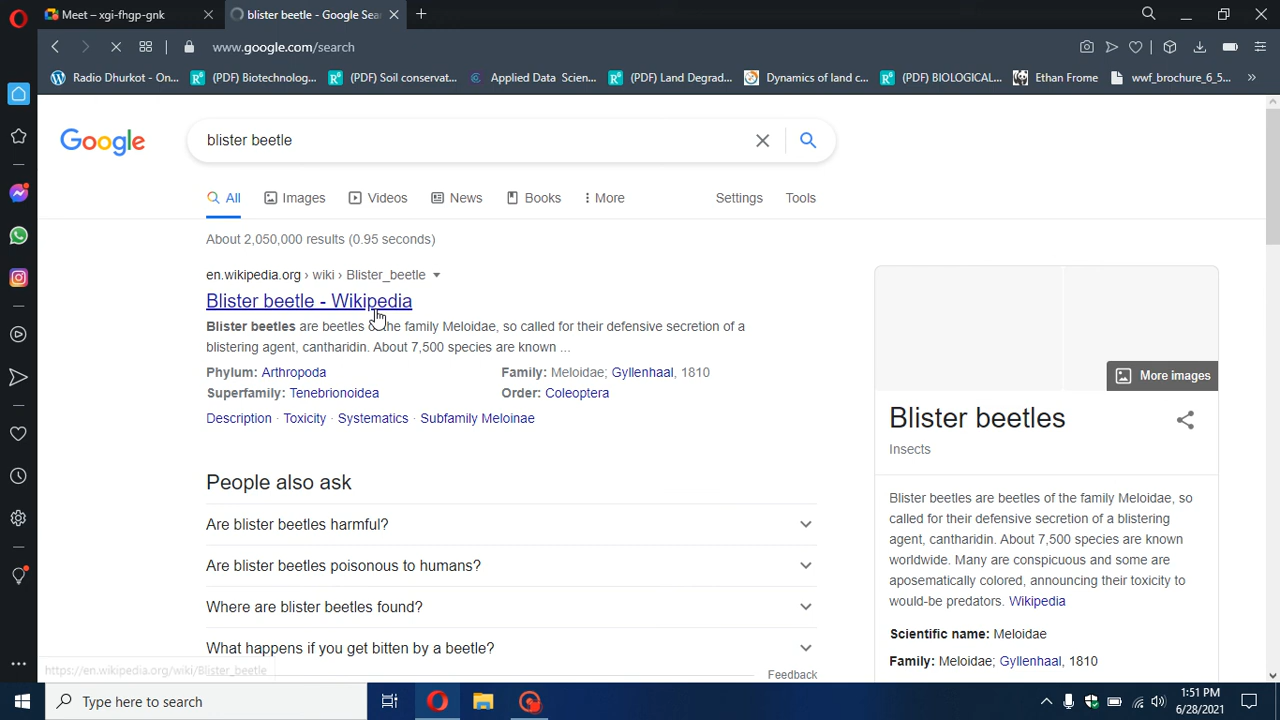 Meet – xgi-fhgp-gnk
blister beetle - Google Sea
www.google.com/search
Radio Dhurkot - On...
(PDF) Biotechnolog...
(PDF) Soil conservat...
Applied Data Scien...
(PDF) Land Degrad...
Dynamics of land c...
(PDF) BIOLOGICAL...
Ethan Frome
wwf_brochure_6_5...
Google
blister beetle
All
Images
Videos
News
Books
More
Settings
Tools
About 2,050,000 results (0.95 seconds)
en.wikipedia.org › wiki › Blister_beetle
Blister beetle - Wikipedia
Blister beetles are beetles of the family Meloidae, so called for their defensive secretion of a
blistering agent, cantharidin. About 7,500 species are known ...
Phylum: Arthropoda
Family: Meloidae; Gyllenhaal, 1810
Superfamily: Tenebrionoidea
Order: Coleoptera
Description · Toxicity · Systematics · Subfamily Meloinae
People also ask
Are blister beetles harmful?
Are blister beetles poisonous to humans?
Where are blister beetles found?
What happens if you get bitten by a beetle?
Feedback
More images
Blister beetles
Insects
Blister beetles are beetles of the family Meloidae, so
called for their defensive secretion of a blistering
agent, cantharidin. About 7,500 species are known
worldwide. Many are conspicuous and some are
aposematically colored, announcing their toxicity to
would-be predators. Wikipedia
Scientific name: Meloidae
Family: Meloidae; Gyllenhaal, 1810
https://en.wikipedia.org/wiki/Blister_beetle
Type here to search
1:51 PM
6/28/2021